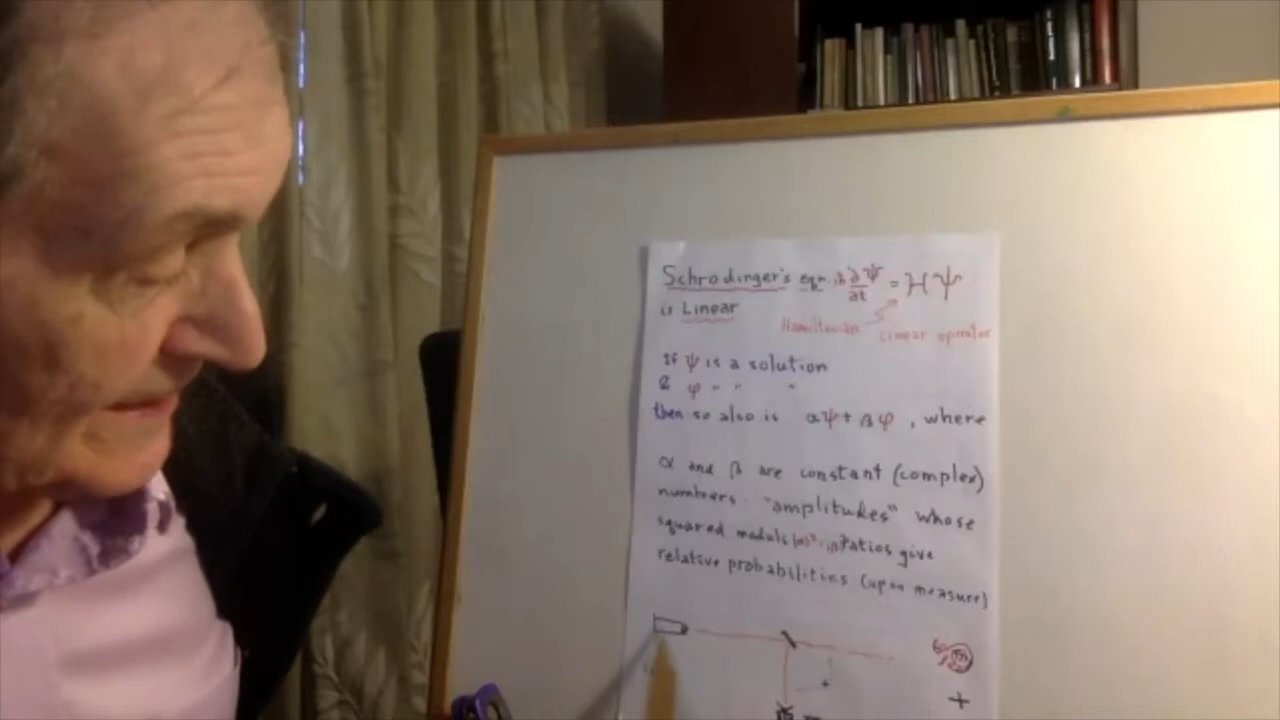 Schrodinger's eqn. iħ ∂ψ/∂t = Hψ
is Linear
Hamiltonian linear operator
If ψ is a solution
& φ " " "
then so also is αψ + βφ , where
α and β are constant (complex)
numbers "amplitudes" whose
squared moduls ratios give
relative probabilities (upon measure)
+